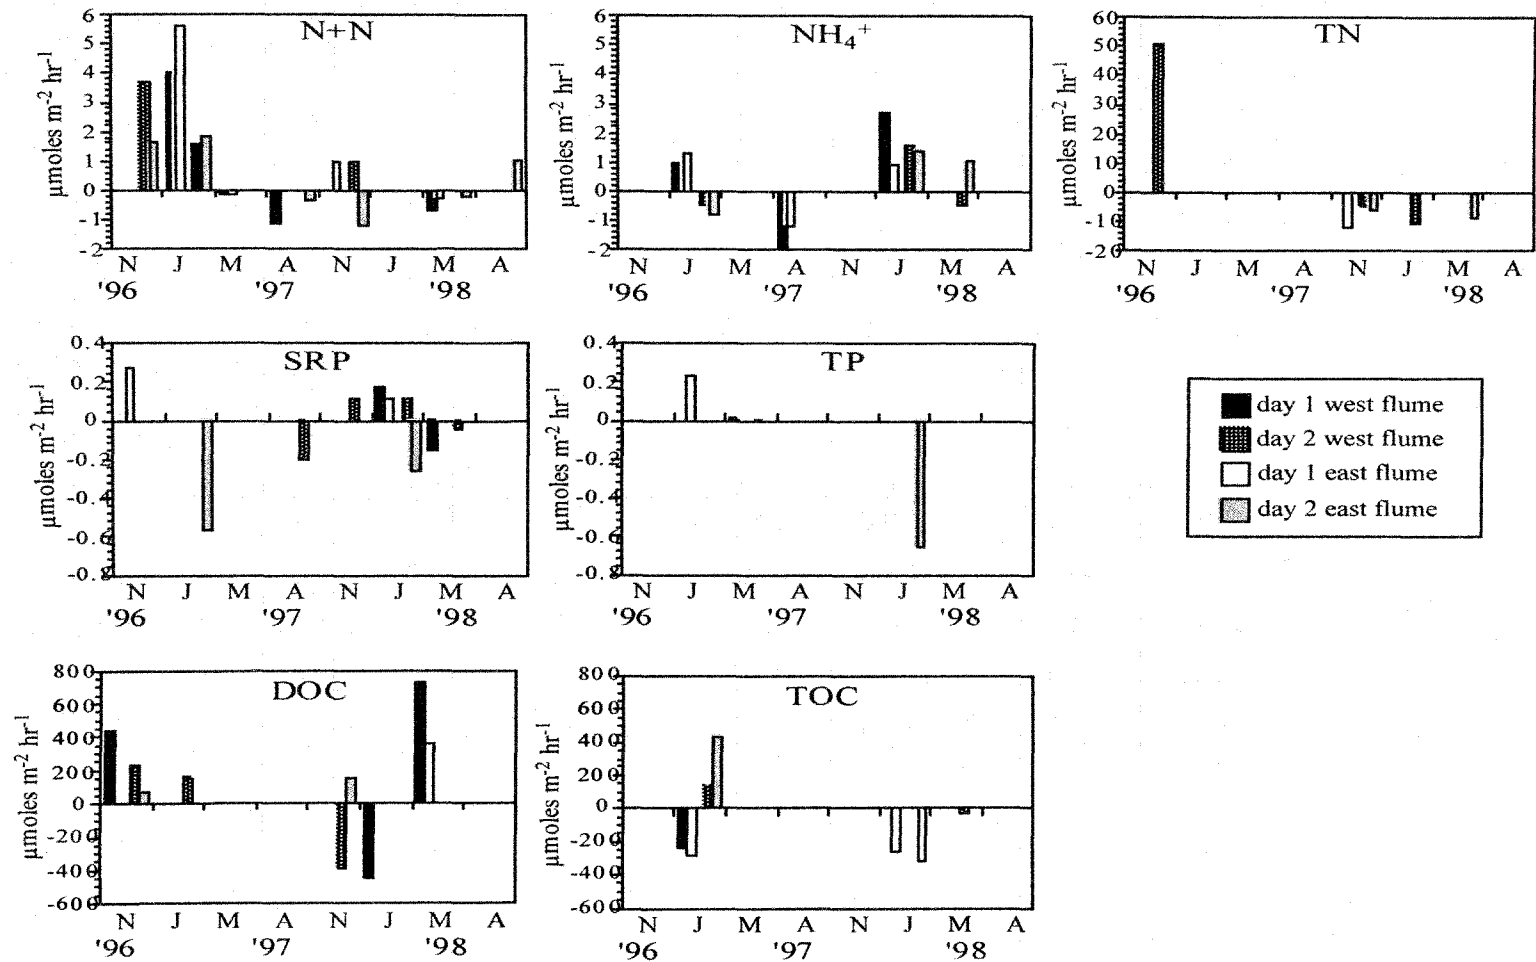 N+N
μmoles m-2 hr-1
6
5
4
3
2
1
0
-1
-2
N J M A N J M A
'96 '97 '98
NH4+
μmoles m-2 hr-1
6
5
4
3
2
1
0
-1
-2
N J M A N J M A
'96 '97 '98
TN
μmoles m-2 hr-1
60
50
40
30
20
10
0
-10
-20
N J M A N J M A
'96 '97 '98
SRP
μmoles m-2 hr-1
0.4
0.2
0
-0.2
-0.4
-0.6
-0.8
N J M A N J M A
'96 '97 '98
TP
μmoles m-2 hr-1
0.4
0.2
0
-0.2
-0.4
-0.6
-0.8
N J M A N J M A
'96 '97 '98
day 1 west flume
day 2 west flume
day 1 east flume
day 2 east flume
DOC
μmoles m-2 hr-1
800
600
400
200
0
-200
-400
-600
N J M A N J M A
'96 '97 '98
TOC
μmoles m-2 hr-1
800
600
400
200
0
-200
-400
-600
N J M A N J M A
'96 '97 '98